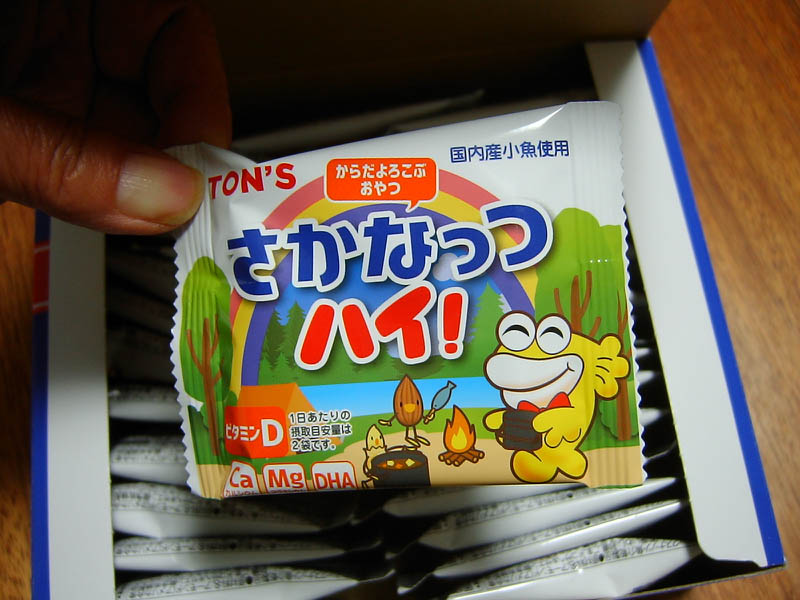 TON'S
からだよろこぶ
おやつ
国内産小魚使用
さかなっつ
ハイ!
ビタミンD
1日あたりの
摂取目安量は
2袋です。
Ca Mg DHA